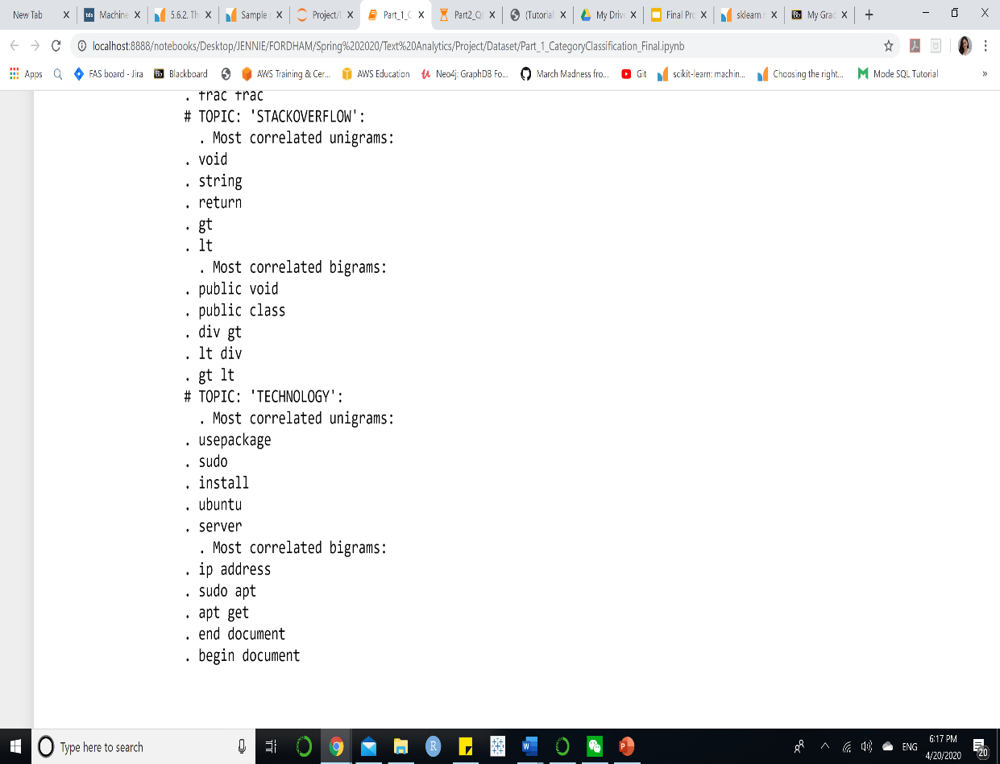 New Tab
Machine
5.6.2. Th
Sample
Project/
Part_1_C
Part2_Q
(Tutorial
My Driv
Final Pro
sklearn.
My Grad
localhost:8888/notebooks/Desktop/JENNIE/FORDHAM/Spring%202020/Text%20Analytics/Project/Dataset/Part_1_CategoryClassification_Final.ipynb
Apps
FAS board - Jira
Blackboard
AWS Training & Cer...
AWS Education
Neo4j: GraphDB Fo...
March Madness fro...
Git
scikit-learn: machin...
Choosing the right...
Mode SQL Tutorial
»
. frac frac
# TOPIC: 'STACKOVERFLOW':
. Most correlated unigrams:
. void
. string
. return
. gt
. lt
. Most correlated bigrams:
. public void
. public class
. div gt
. lt div
. gt lt
# TOPIC: 'TECHNOLOGY':
. Most correlated unigrams:
. usepackage
. sudo
. install
. ubuntu
. server
. Most correlated bigrams:
. ip address
. sudo apt
. apt get
. end document
. begin document
Type here to search
ENG
6:17 PM
4/20/2020
20